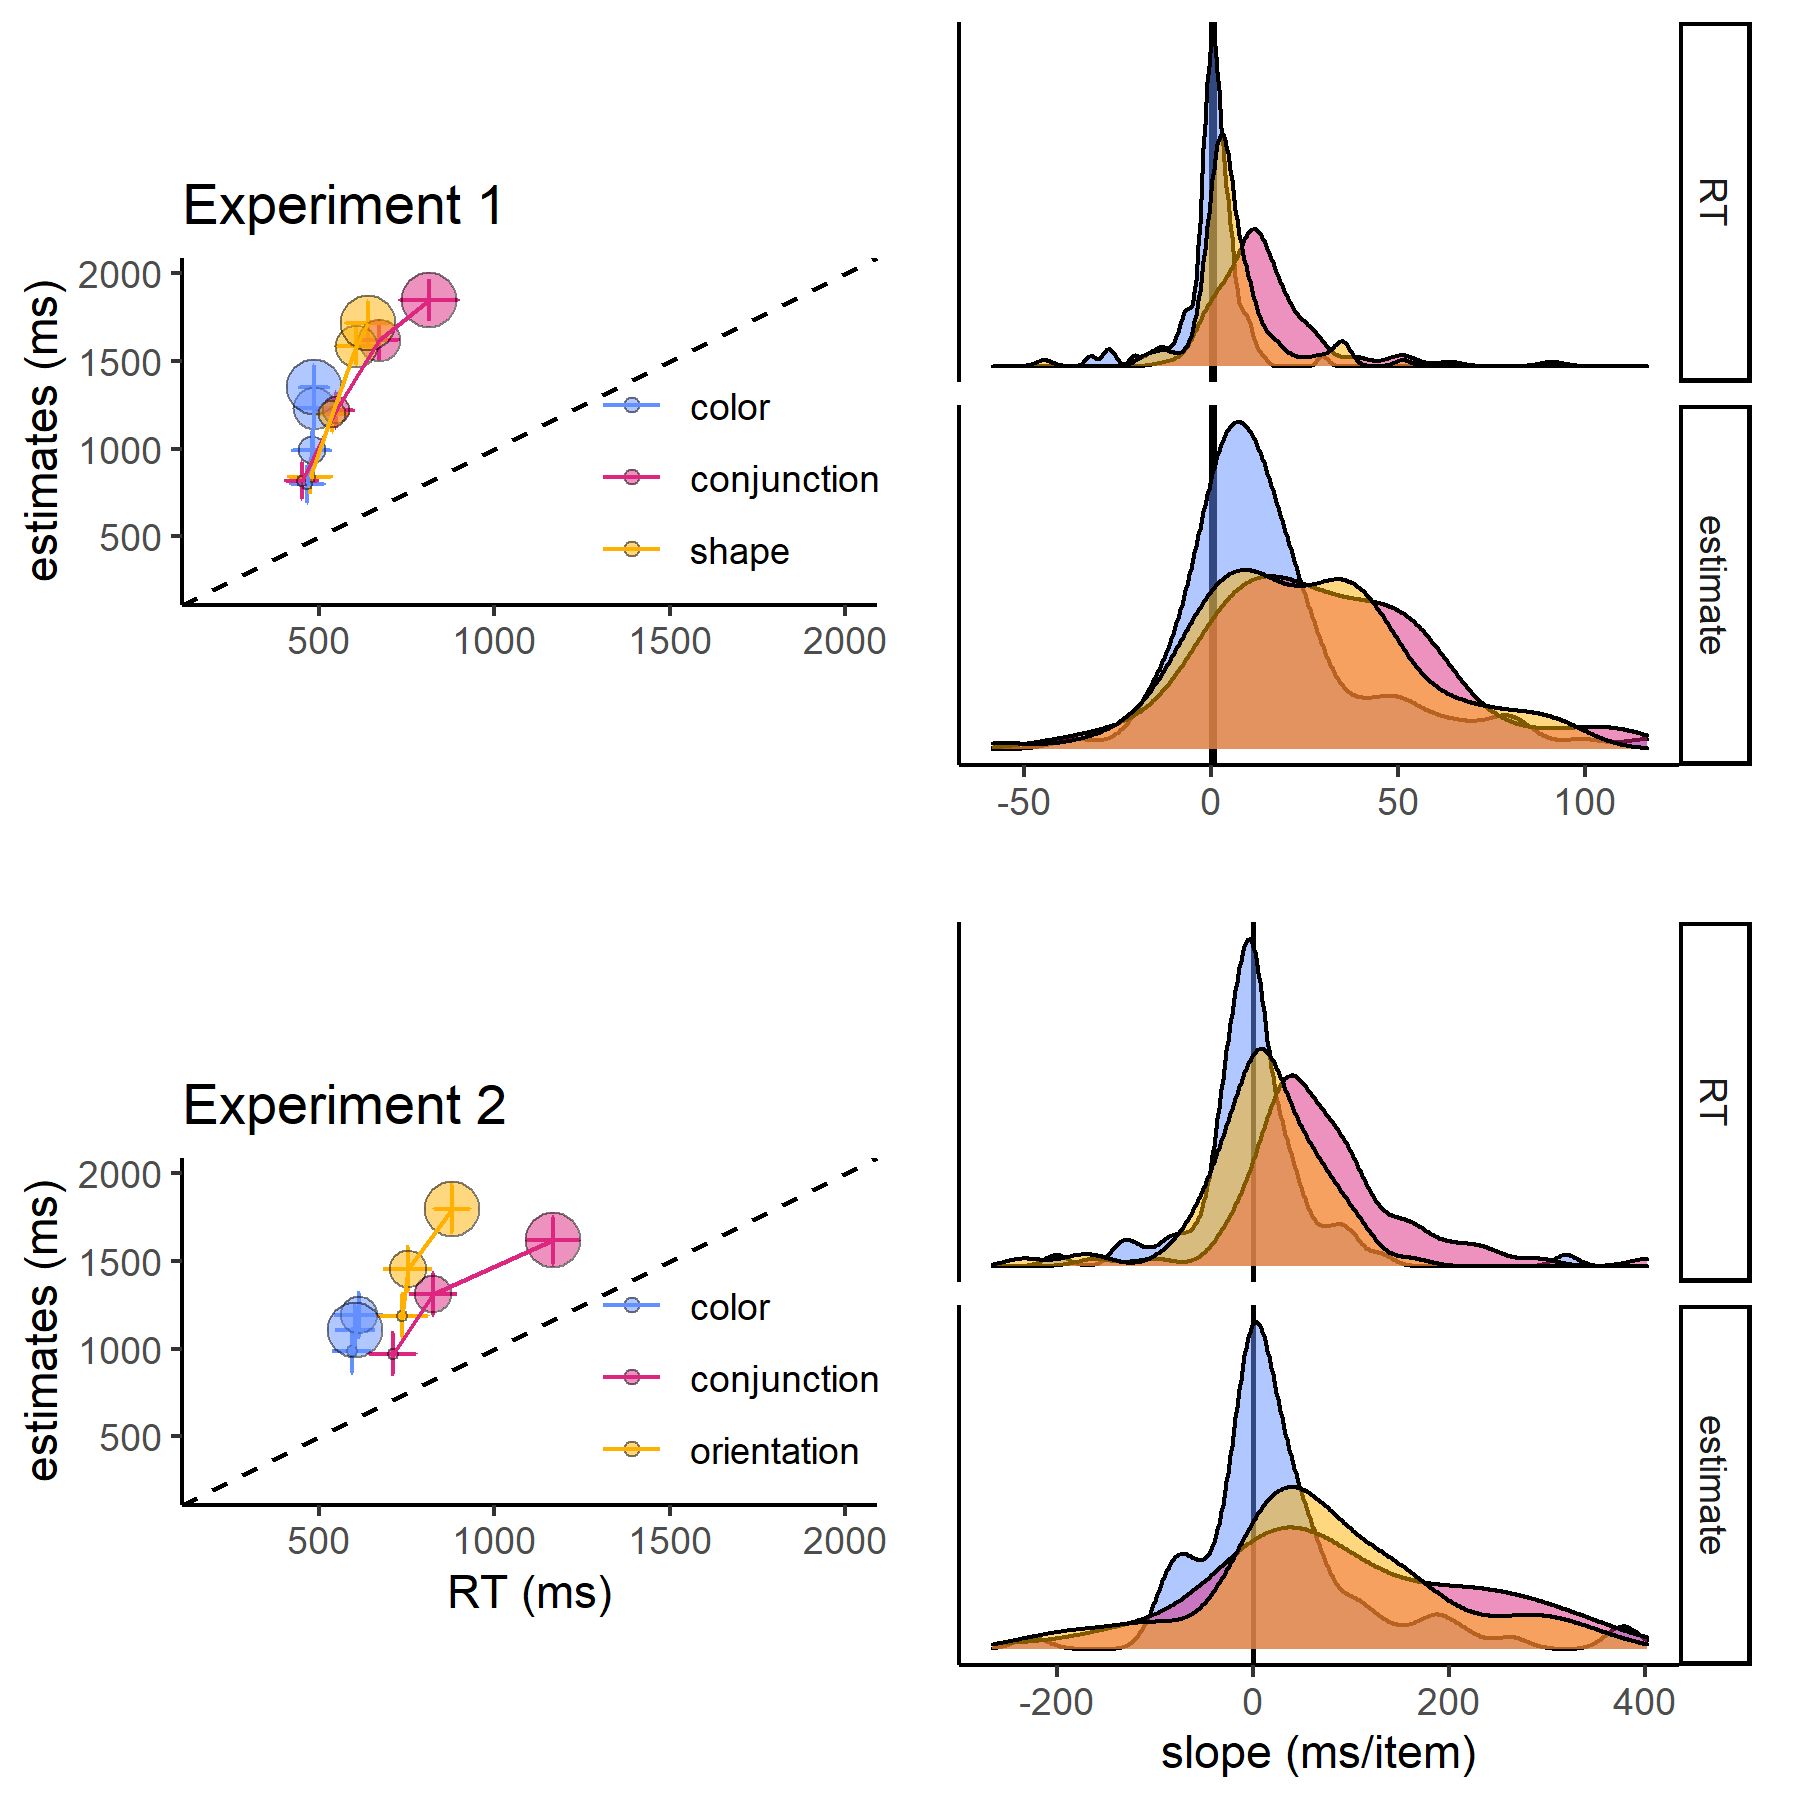 Experiment 1
estimates (ms)
2000
1500
1000
500
500 1000 1500 2000
color
conjunction
shape
RT
estimate
-50 0 50 100
Experiment 2
estimates (ms)
2000
1500
1000
500
500 1000 1500 2000
RT (ms)
color
conjunction
orientation
RT
estimate
-200 0 200 400
slope (ms/item)